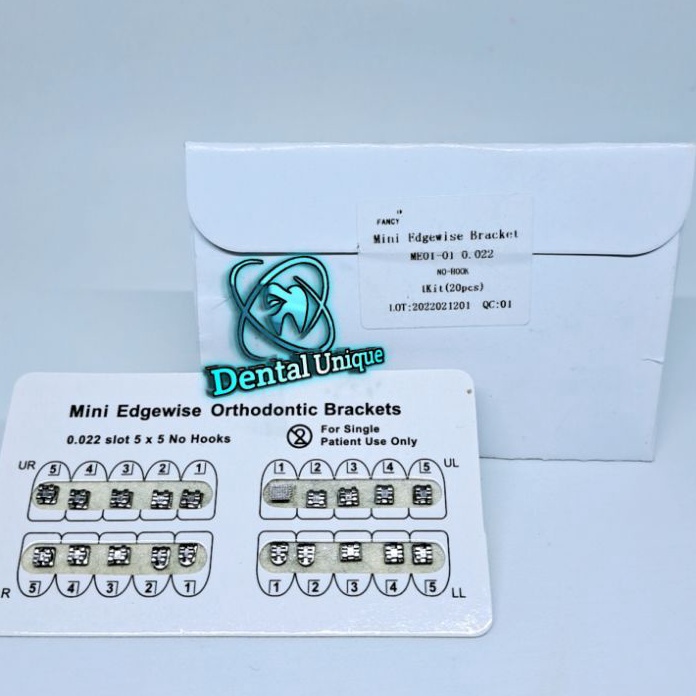 FANCY
Mini Edgewise Bracket
ME01-01 0.022
NO-HOOK
1Kit(20pcs)
LOT:2022021201 QC:01
Dental Unique
Mini Edgewise Orthodontic Brackets
0.022 slot 5 x 5 No Hooks
2
For Single
Patient Use Only
UR 5 4 3 2 1
1 2 3 4 5 UL
R 5 4 3 2 1
1 2 3 4 5 LL